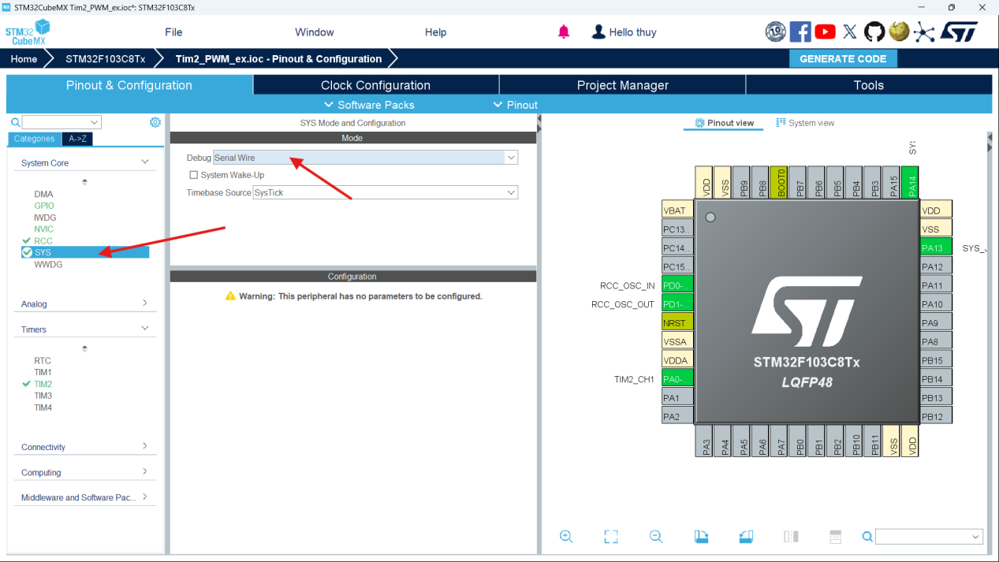 STM32CubeMX Tim2_PWM_ex.ioc*: STM32F103C8Tx
STM32
CubeMX
File Window Help Hello thuy
10
Home STM32F103C8Tx Tim2_PWM_ex.ioc - Pinout & Configuration GENERATE CODE
Pinout & Configuration Clock Configuration Project Manager Tools
Software Packs Pinout
Categories A->Z
System Core
DMA
GPIO
IWDG
NVIC
RCC
SYS
WWDG
Analog
Timers
RTC
TIM1
TIM2
TIM3
TIM4
Connectivity
Computing
Middleware and Software Pac...
SYS Mode and Configuration
Mode
Debug Serial Wire
System Wake-Up
Timebase Source SysTick
Configuration
Warning: This peripheral has no parameters to be configured.
Pinout view System view
VDD VSS PB9 PB8 BOOT0 PB7 PB6 PB5 PB4 PB3 PA15 PA14
VBAT
PC13..
PC14..
PC15..
RCC_OSC_IN PD0-..
RCC_OSC_OUT PD1-..
NRST
VSSA
VDDA
TIM2_CH1 PA0-..
PA1
PA2
STM32F103C8Tx
LQFP48
VDD
VSS
PA13 SYS_J
PA12
PA11
PA10
PA9
PA8
PB15
PB14
PB13
PB12
PA3 PA4 PA5 PA6 PA7 PB0 PB1 PB2 PB10 PB11 VSS VDD